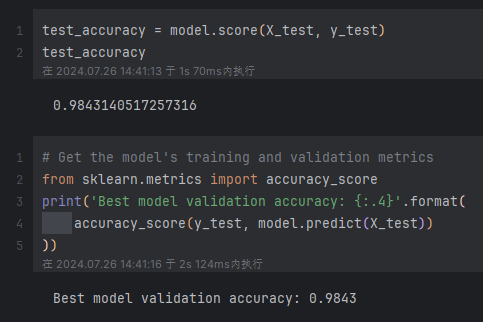 1 test_accuracy = model.score(X_test, y_test)
2 test_accuracy
在 2024.07.26 14:41:13 于 1s 70ms内执行
0.9843140517257316
1 # Get the model's training and validation metrics
2 from sklearn.metrics import accuracy_score
3 print('Best model validation accuracy: {:.4}'.format(
4 accuracy_score(y_test, model.predict(X_test))
5 ))
在 2024.07.26 14:41:16 于 2s 124ms内执行
Best model validation accuracy: 0.9843